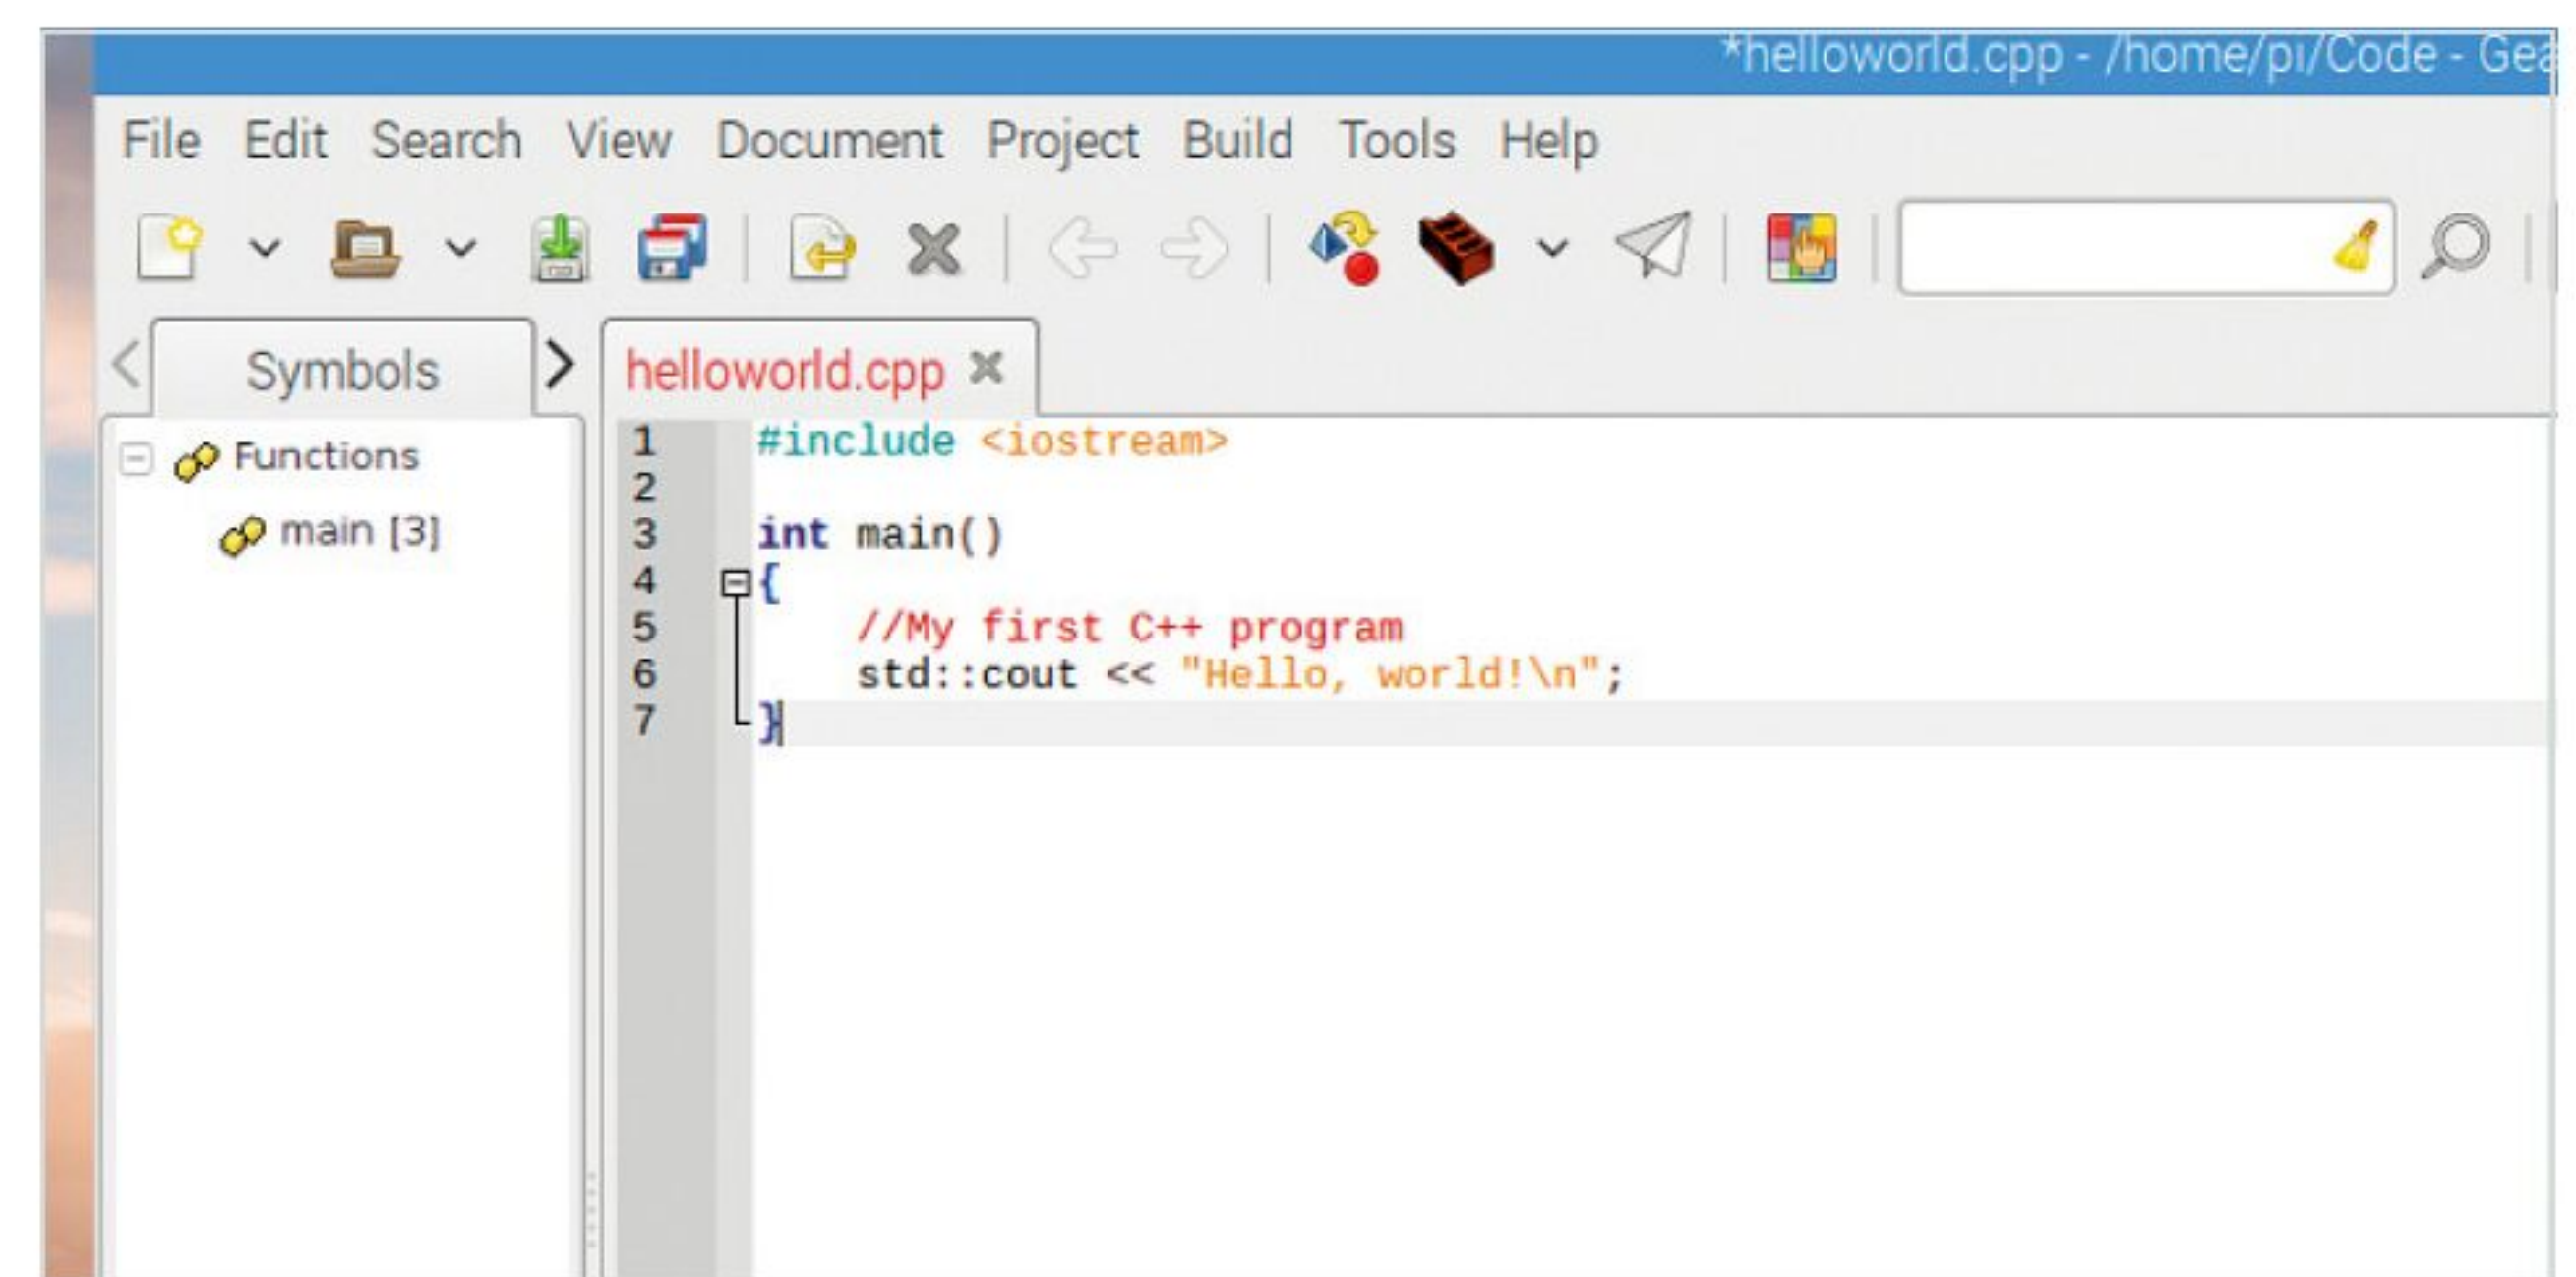 *helloworld.cpp - /home/pi/Code - Gea
File Edit Search View Document Project Build Tools Help
Symbols
helloworld.cpp
Functions
main [3]
1 #include <iostream>
2
3 int main()
4 {
5     //My first C++ program
6     std::cout << "Hello, world!\n";
7 }